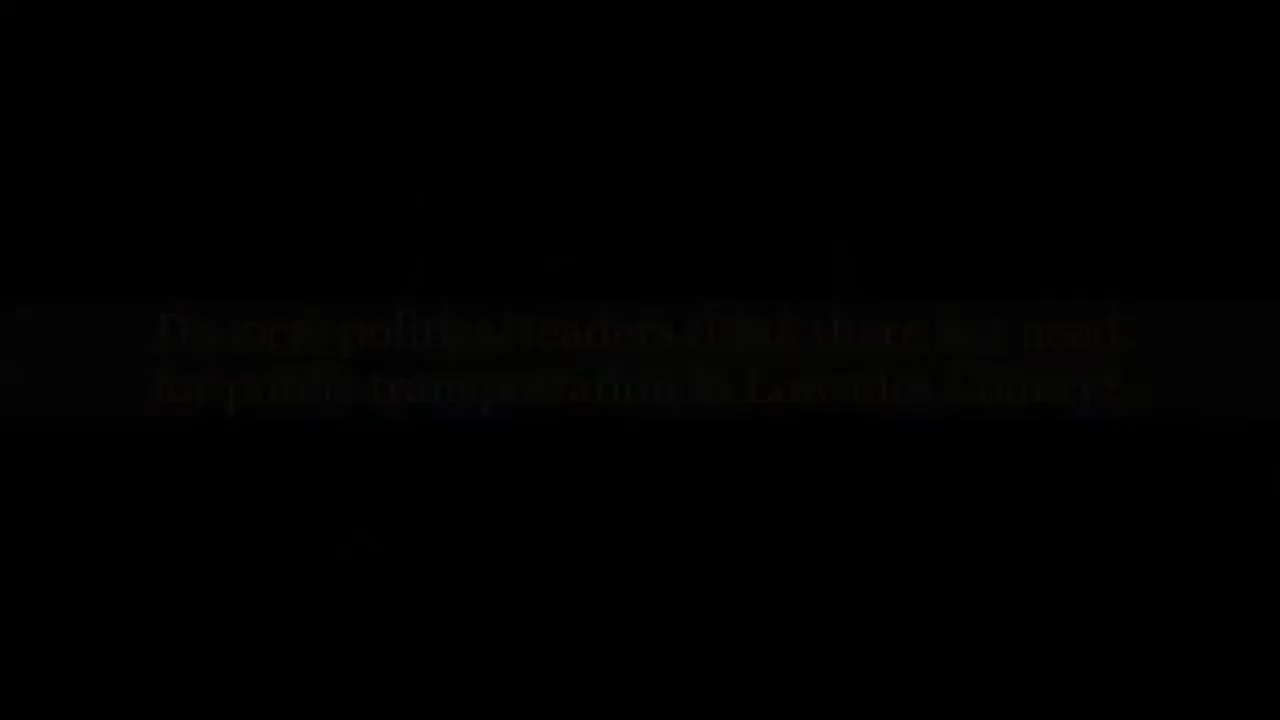 Do local political leaders think there is a need
for public transportation in Lowndes County?